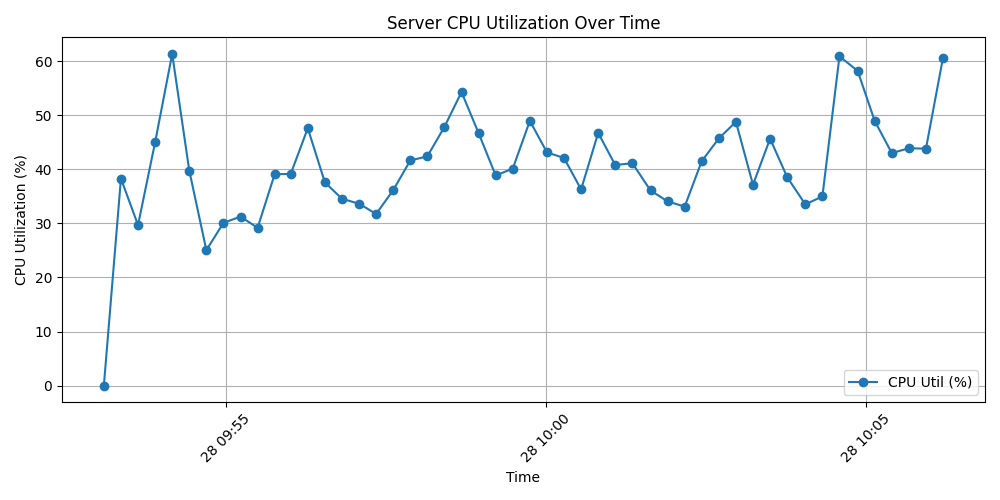 Server CPU Utilization Over Time
CPU Utilization (%)
60
50
40
30
20
10
0
28 09:55
28 10:00
28 10:05
Time
CPU Util (%)